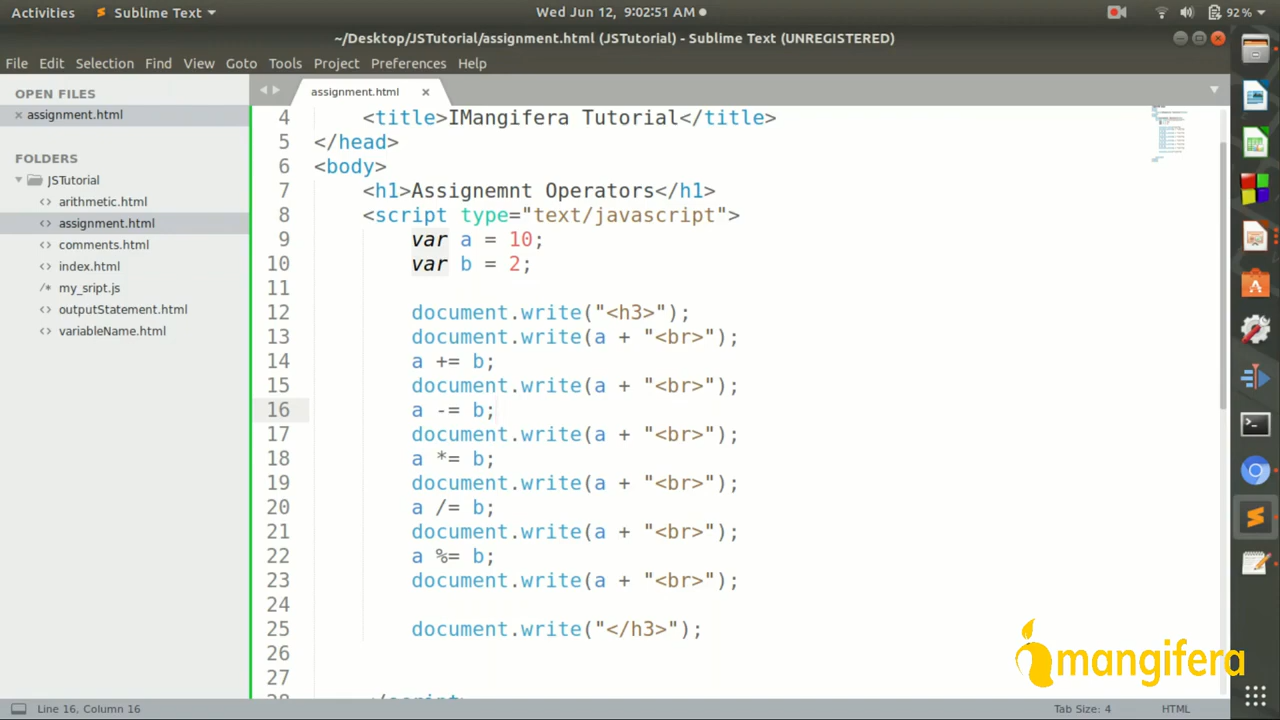 Activities Sublime Text Wed Jun 12, 9:02:51 AM 92%
~/Desktop/JSTutorial/assignment.html (JSTutorial) - Sublime Text (UNREGISTERED)
File Edit Selection Find View Goto Tools Project Preferences Help
OPEN FILES
assignment.html
FOLDERS
JSTutorial
arithmetic.html
assignment.html
comments.html
index.html
my_sript.js
outputStatement.html
variableName.html
assignment.html
4 <title>IMangifera Tutorial</title>
5 </head>
6 <body>
7 <h1>Assignemnt Operators</h1>
8 <script type="text/javascript">
9 var a = 10;
10 var b = 2;
11
12 document.write("<h3>");
13 document.write(a + "<br>");
14 a += b;
15 document.write(a + "<br>");
16 a -= b;
17 document.write(a + "<br>");
18 a *= b;
19 document.write(a + "<br>");
20 a /= b;
21 document.write(a + "<br>");
22 a %= b;
23 document.write(a + "<br>");
24
25 document.write("</h3>");
26
27
28 </script>
mangifera
Line 16, Column 16 Tab Size: 4 HTML